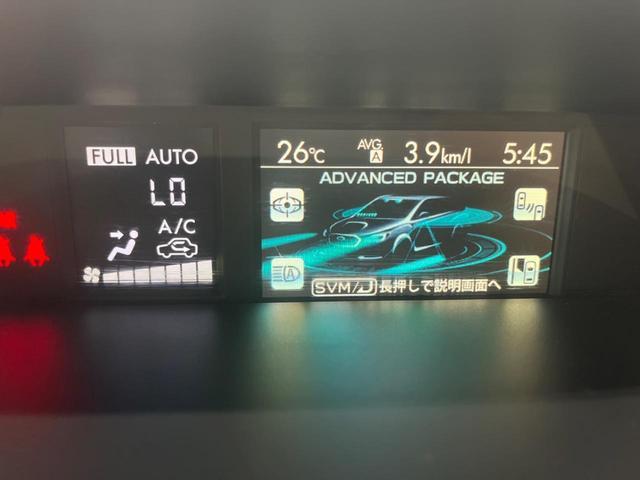 FULL AUTO
LO
A/C
26℃ AVG. A 3.9km/l 5:45
ADVANCED PACKAGE
A
SVM/⤶ 長押しで説明画面へ